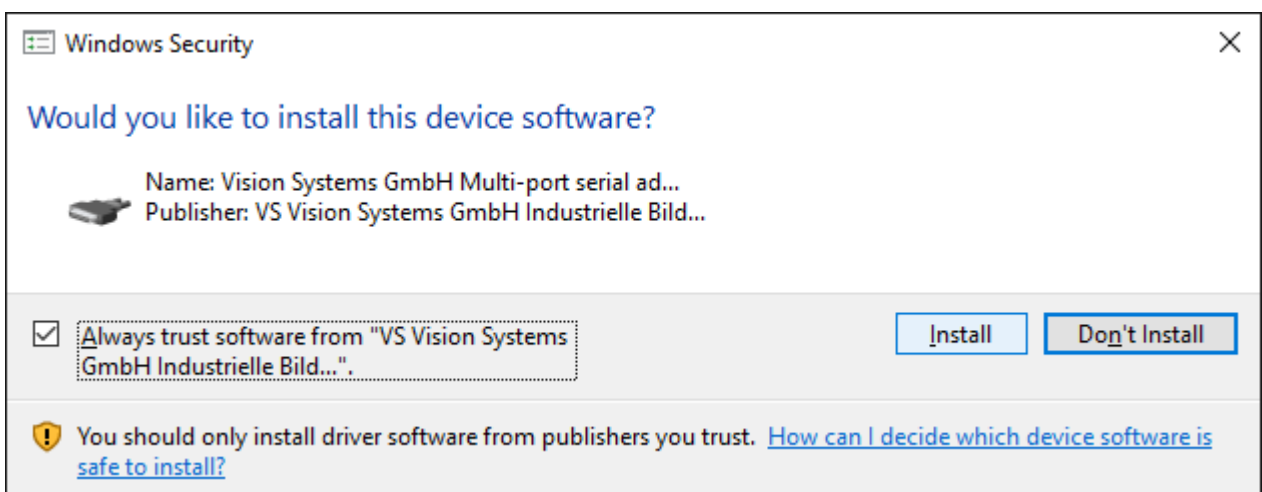 Windows Security
Would you like to install this device software?
Name: Vision Systems GmbH Multi-port serial ad...
Publisher: VS Vision Systems GmbH Industrielle Bild...
Always trust software from "VS Vision Systems
GmbH Industrielle Bild...".
Install
Don't Install
You should only install driver software from publishers you trust. How can I decide which device software is
safe to install?